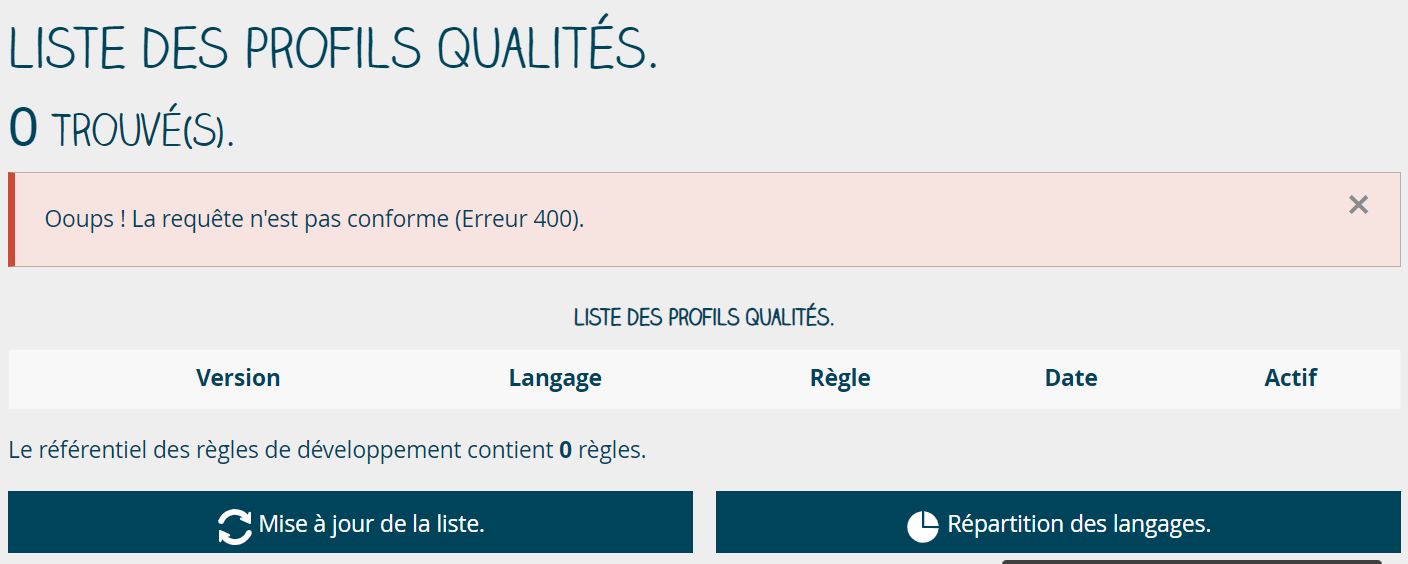 LISTE DES PROFILS QUALITÉS.
0 TROUVÉ(S).
Ooups ! La requête n'est pas conforme (Erreur 400).
×
LISTE DES PROFILS QUALITÉS.
Version Langage Règle Date Actif
Le référentiel des règles de développement contient 0 règles.
Mise à jour de la liste. Répartition des langages.